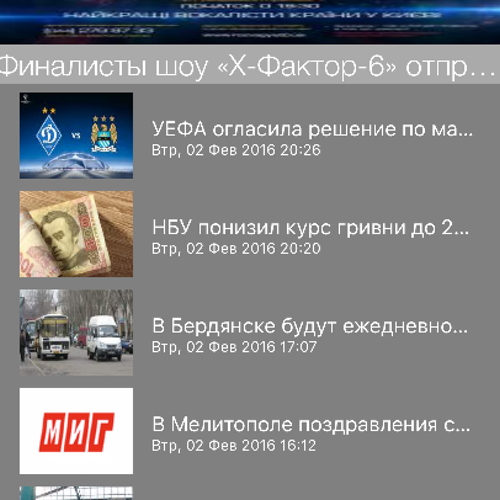 ПОЧАТОК О 19:30
НАЙКРАЩІ ВОКАЛІСТИ КРАЇНИ У КИЄВІ
Финалисты шоу «Х-Фактор-6» отпр...
VS
УЕФА огласила решение по ма...
Втр, 02 Фев 2016 20:26
НБУ понизил курс гривни до 2...
Втр, 02 Фев 2016 20:20
В Бердянске будут ежедневно...
Втр, 02 Фев 2016 17:07
МИГ
В Мелитополе поздравления с...
Втр, 02 Фев 2016 16:12